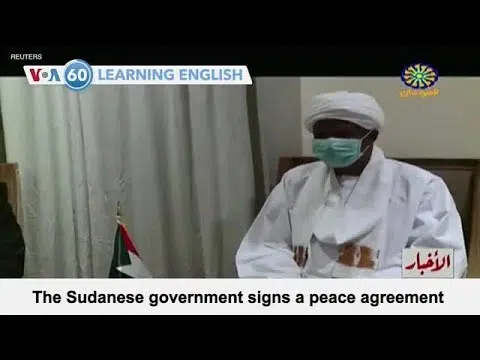 REUTERS
VOA 60 LEARNING ENGLISH
الأخبار
The Sudanese government signs a peace agreement